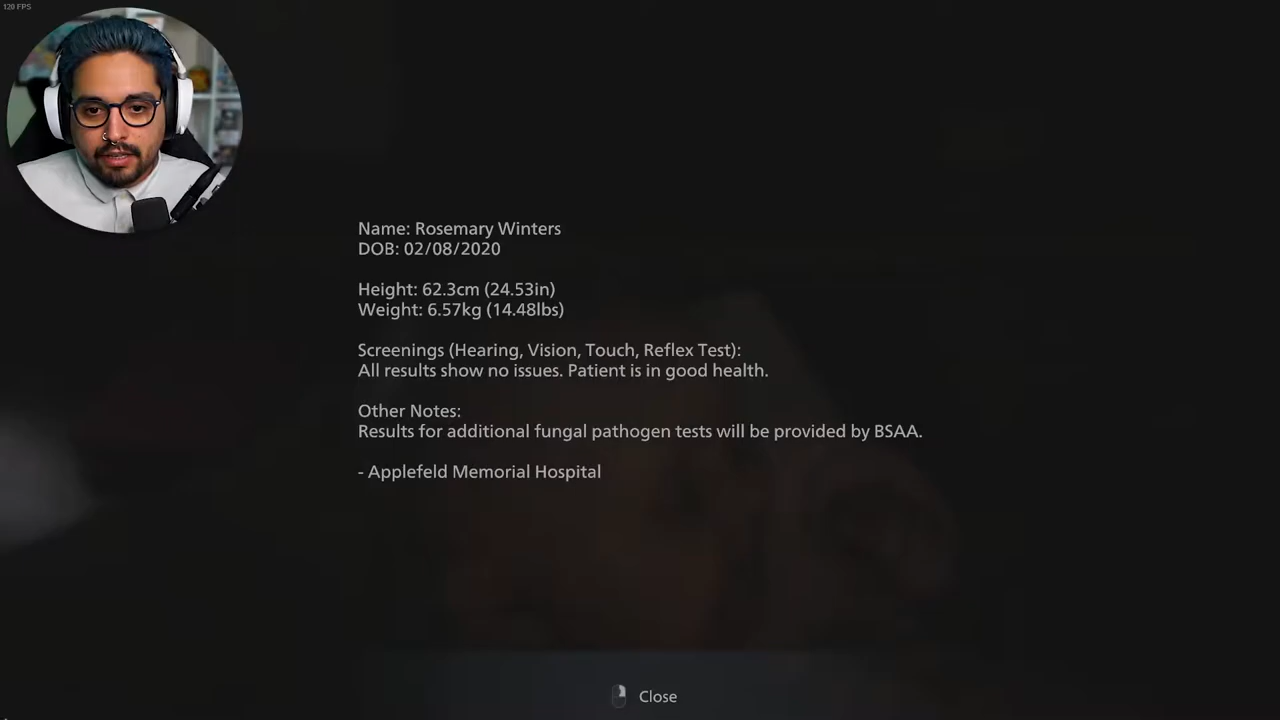 120 FPS
Name: Rosemary Winters
DOB: 02/08/2020
Height: 62.3cm (24.53in)
Weight: 6.57kg (14.48lbs)
Screenings (Hearing, Vision, Touch, Reflex Test):
All results show no issues. Patient is in good health.
Other Notes:
Results for additional fungal pathogen tests will be provided by BSAA.
- Applefeld Memorial Hospital
Close